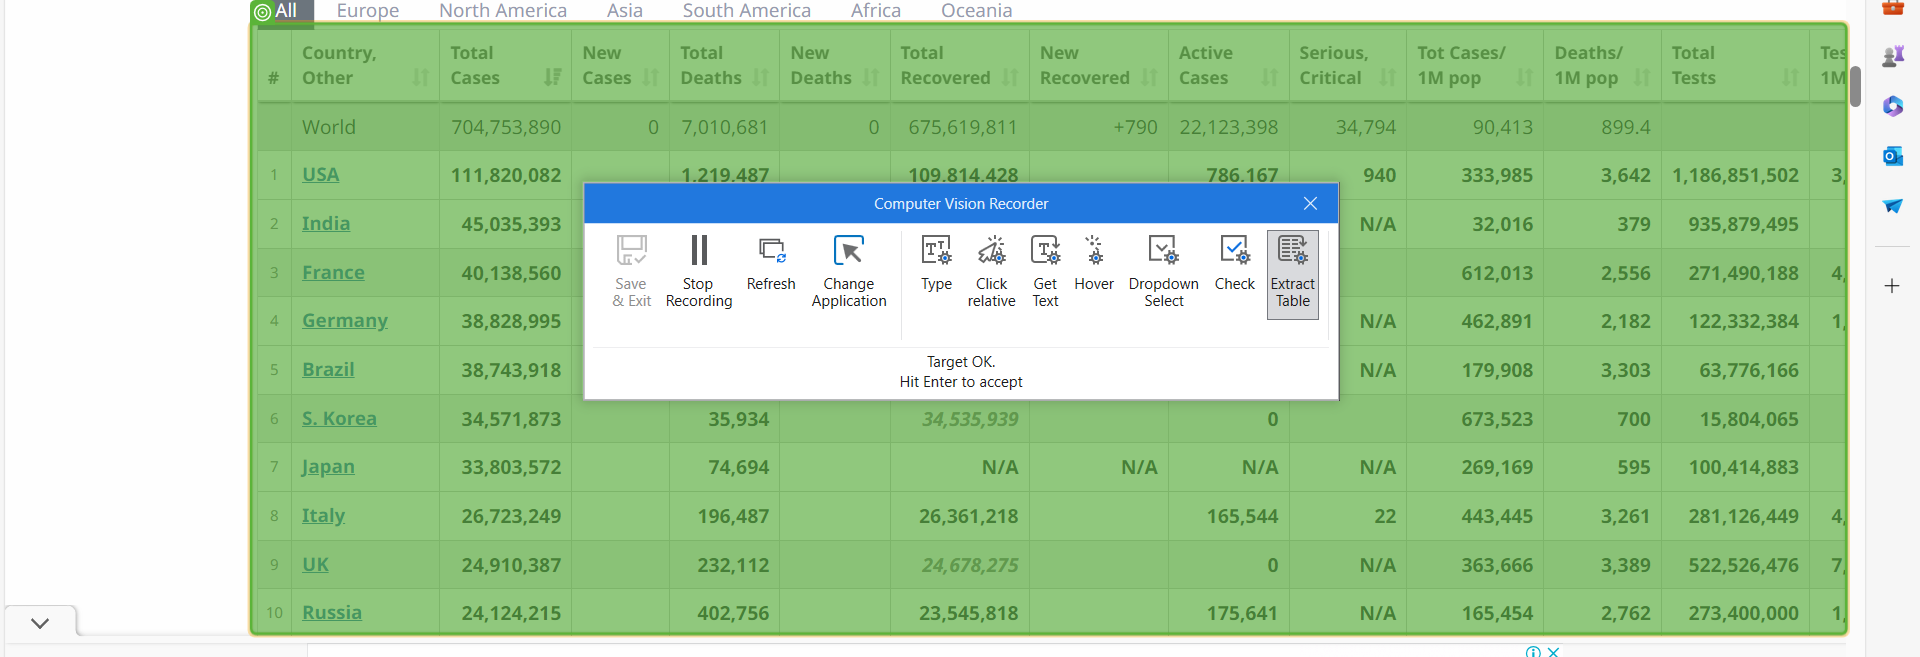 All Europe North America Asia South America Africa Oceania
# Country, Other Total Cases New Cases Total Deaths New Deaths Total Recovered New Recovered Active Cases Serious, Critical Tot Cases/ 1M pop Deaths/ 1M pop Total Tests 1M
World 704,753,890 0 7,010,681 0 675,619,811 +790 22,123,398 34,794 90,413 899.4
1 USA 111,820,082 1,219,487 109,814,428 786,167 940 333,985 3,642 1,186,851,502 3,
2 India 45,035,393 N/A 32,016 379 935,879,495
3 France 40,138,560 612,013 2,556 271,490,188 4,
4 Germany 38,828,995 N/A 462,891 2,182 122,332,384 1,
5 Brazil 38,743,918 N/A 179,908 3,303 63,776,166
6 S. Korea 34,571,873 35,934 34,535,939 0 673,523 700 15,804,065
7 Japan 33,803,572 74,694 N/A N/A N/A N/A 269,169 595 100,414,883
8 Italy 26,723,249 196,487 26,361,218 165,544 22 443,445 3,261 281,126,449 4,
9 UK 24,910,387 232,112 24,678,275 0 N/A 363,666 3,389 522,526,476 7,
10 Russia 24,124,215 402,756 23,545,818 175,641 N/A 165,454 2,762 273,400,000 1,
Computer Vision Recorder
Save & Exit Stop Recording Refresh Change Application Type Click relative Get Text Hover Dropdown Select Check Extract Table
Target OK.
Hit Enter to accept